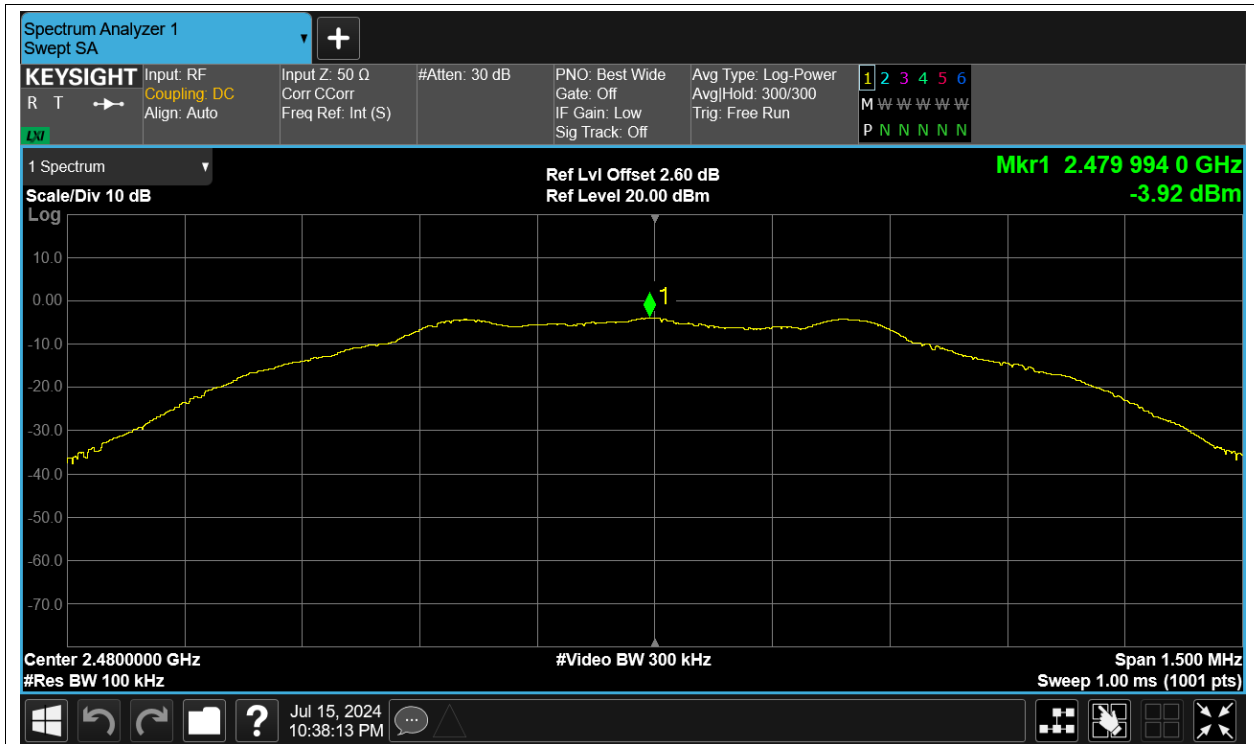 Spectrum Analyzer 1
Swept SA
KEYSIGHT
R T
LXI
Input: RF
Coupling: DC
Align: Auto
Input Z: 50 Ω
Corr CCorr
Freq Ref: Int (S)
#Atten: 30 dB
PNO: Best Wide
Gate: Off
IF Gain: Low
Sig Track: Off
Avg Type: Log-Power
Avg|Hold: 300/300
Trig: Free Run
1 2 3 4 5 6
M W W W W W
P N N N N N
1 Spectrum
Scale/Div 10 dB
Log
Ref Lvl Offset 2.60 dB
Ref Level 20.00 dBm
Mkr1 2.479 994 0 GHz
-3.92 dBm
10.0
0.00
1
-10.0
-20.0
-30.0
-40.0
-50.0
-60.0
-70.0
Center 2.4800000 GHz
#Res BW 100 kHz
#Video BW 300 kHz
Span 1.500 MHz
Sweep 1.00 ms (1001 pts)
?
Jul 15, 2024
10:38:13 PM